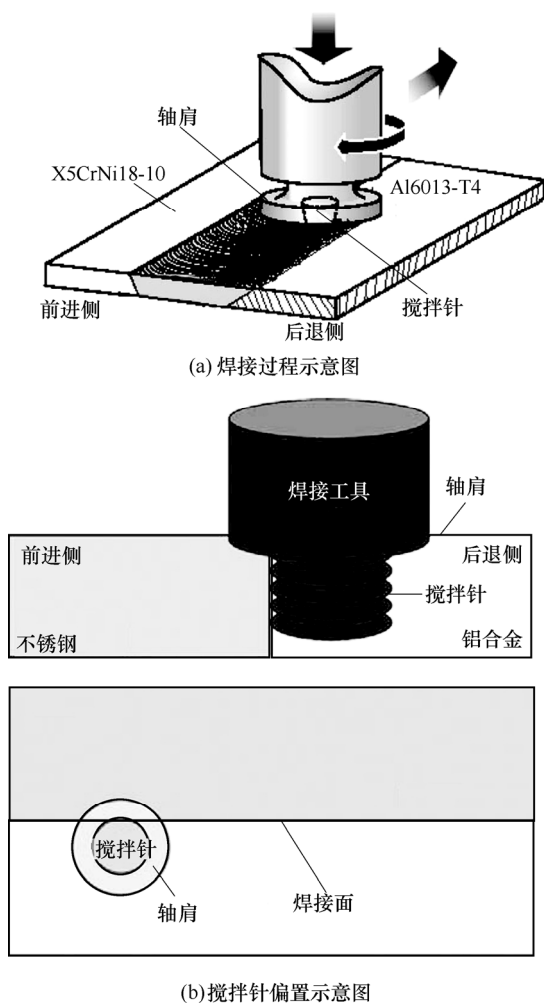 轴肩
X5CrNi18-10
Al6013-T4
前进侧
搅拌针
后退侧
(a) 焊接过程示意图
焊接工具
轴肩
前进侧
后退侧
搅拌针
不锈钢
铝合金
搅拌针
轴肩
焊接面
(b) 搅拌针偏置示意图